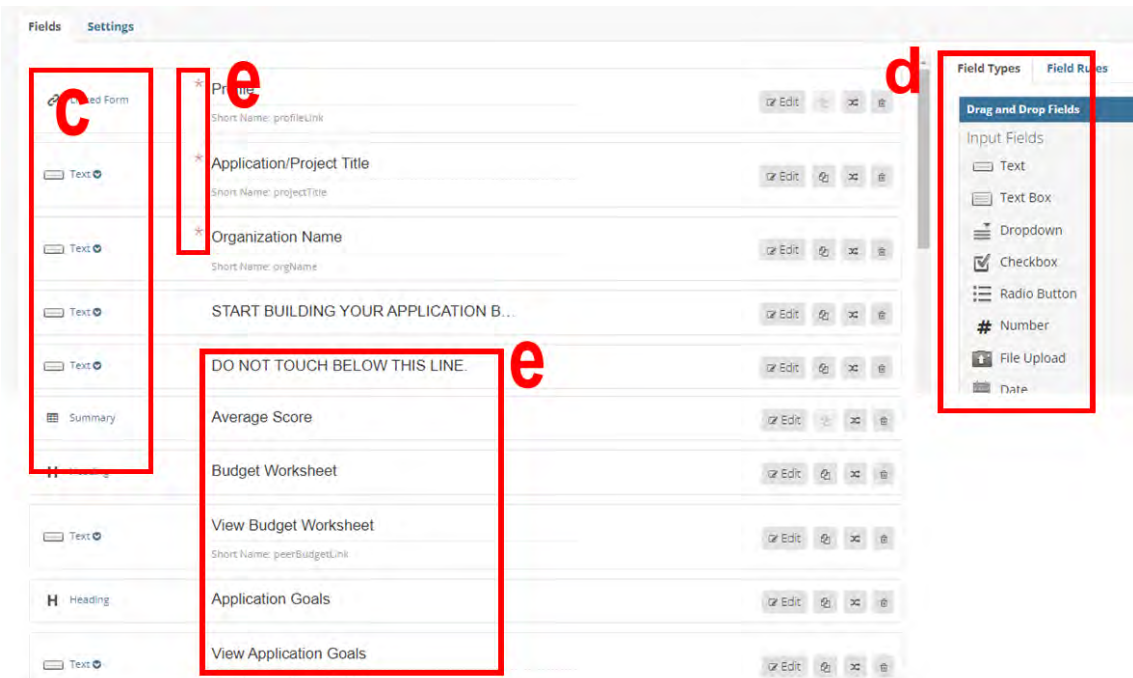 Fields Settings
c
e
d
Linked Form
* Profile
Short Name: profileLink
Edit
Text
* Application/Project Title
Short Name: projectTitle
Edit
Text
* Organization Name
Short Name: orgName
Edit
Text
START BUILDING YOUR APPLICATION B...
Edit
Text
DO NOT TOUCH BELOW THIS LINE.
e
Edit
Summary
Average Score
Edit
H Heading
Budget Worksheet
Edit
Text
View Budget Worksheet
Short Name: peerBudgetLink
Edit
H Heading
Application Goals
Edit
Text
View Application Goals
Edit
Field Types Field Rules
Drag and Drop Fields
Input Fields
Text
Text Box
Dropdown
Checkbox
Radio Button
# Number
File Upload
Date